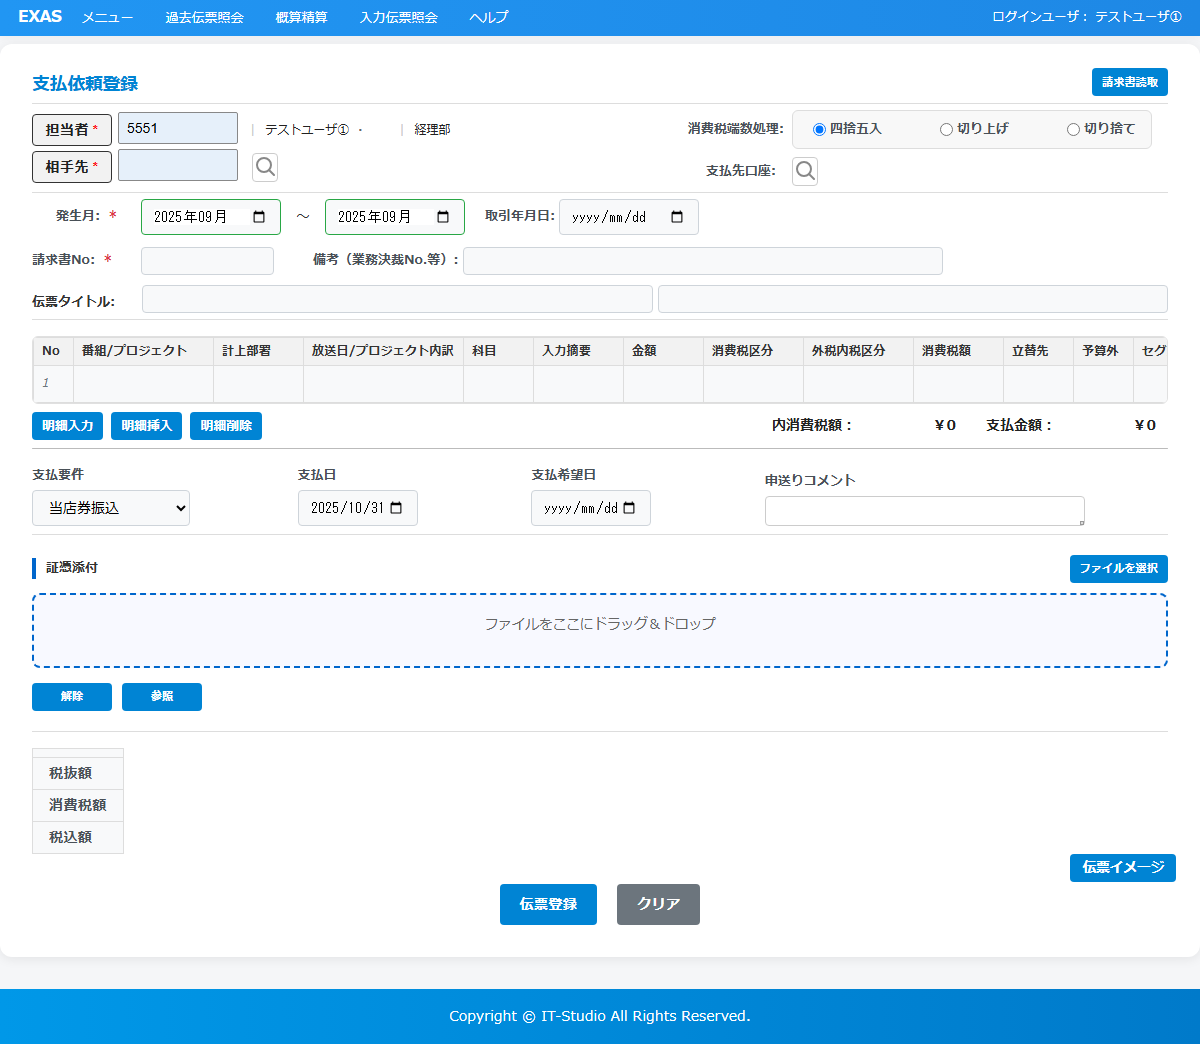 EXAS メニュー 過去伝票照会 概算精算 入力伝票照会 ヘルプ ログインユーザ： テストユーザ①
支払依頼登録 請求書読取
担当者 * 5551 | テストユーザ① ・ | 経理部 消費税端数処理: 四捨五入 切り上げ 切り捨て
相手先 * 支払先口座:
発生月: * 2025年09月 ～ 2025年09月 取引年月日: yyyy/mm/dd
請求書No: * 備考（業務決裁No.等）:
伝票タイトル:
No 番組/プロジェクト 計上部署 放送日/プロジェクト内訳 科目 入力摘要 金額 消費税区分 外税内税区分 消費税額 立替先 予算外 セグ
1
明細入力 明細挿入 明細削除 内消費税額： ￥0 支払金額： ￥0
支払要件 支払日 支払希望日 申送りコメント
当店券振込 2025/10/31 yyyy/mm/dd
証憑添付 ファイルを選択
ファイルをここにドラッグ＆ドロップ
解除 参照
税抜額
消費税額
税込額
伝票イメージ
伝票登録 クリア
Copyright © IT-Studio All Rights Reserved.